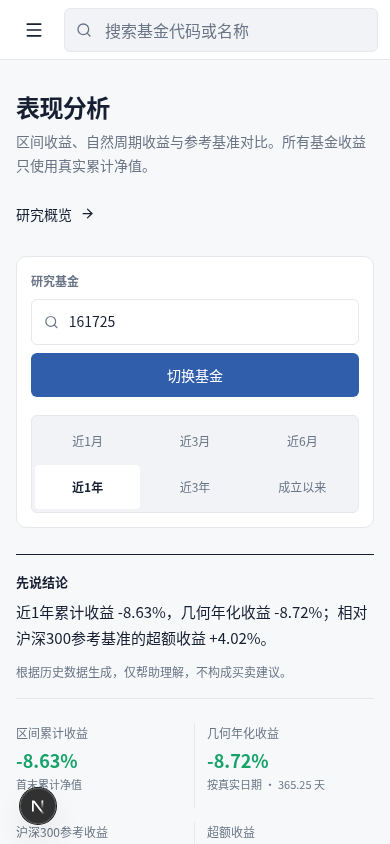 搜索基金代码或名称
表现分析
区间收益、自然周期收益与参考基准对比。所有基金收益
只使用真实累计净值。
研究概览 →
研究基金
161725
切换基金
近1月 近3月 近6月
近1年 近3年 成立以来
先说结论
近1年累计收益 -8.63%，几何年化收益 -8.72%；相对
沪深300参考基准的超额收益 +4.02%。
根据历史数据生成，仅帮助理解，不构成买卖建议。
区间累计收益 几何年化收益
-8.63% -8.72%
首末累计净值 按真实日期 · 365.25 天
N
沪深300参考收益 超额收益